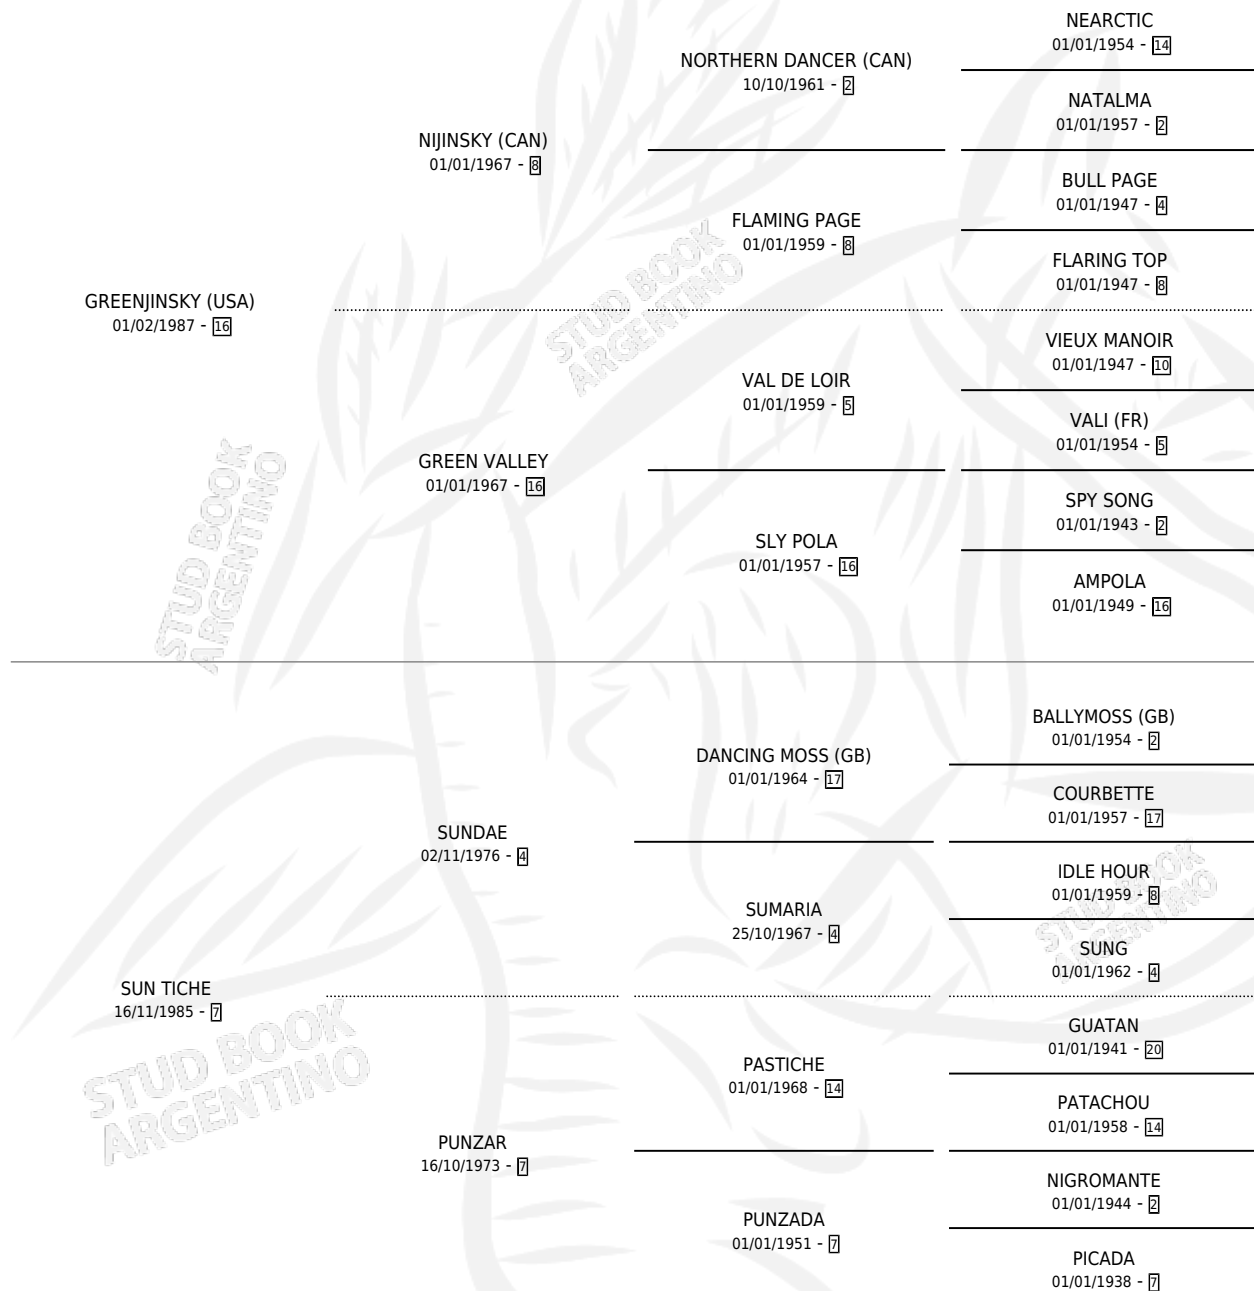 NEARCTIC
01/01/1954 - 14
NORTHERN DANCER (CAN)
10/10/1961 - 2
NATALMA
01/01/1957 - 2
NIJINSKY (CAN)
01/01/1967 - 8
BULL PAGE
01/01/1947 - 4
FLAMING PAGE
01/01/1959 - 8
FLARING TOP
01/01/1947 - 8
GREENJINSKY (USA)
01/02/1987 - 16
VIEUX MANOIR
01/01/1947 - 10
VAL DE LOIR
01/01/1959 - 5
VALI (FR)
01/01/1954 - 5
GREEN VALLEY
01/01/1967 - 16
SPY SONG
01/01/1943 - 2
SLY POLA
01/01/1957 - 16
AMPOLA
01/01/1949 - 16
STUD BOOK
ARGENTINO
STUD BOOK
ARGENTINO
BALLYMOSS (GB)
01/01/1954 - 2
DANCING MOSS (GB)
01/01/1964 - 17
COURBETTE
01/01/1957 - 17
SUNDAE
02/11/1976 - 4
IDLE HOUR
01/01/1959 - 8
SUMARIA
25/10/1967 - 4
SUNG
01/01/1962 - 4
STUD BOOK
ARGENTINO
SUN TICHE
16/11/1985 - 7
GUATAN
01/01/1941 - 20
PASTICHE
01/01/1968 - 14
PATACHOU
01/01/1958 - 14
PUNZAR
16/10/1973 - 7
NIGROMANTE
01/01/1944 - 2
PUNZADA
01/01/1951 - 7
PICADA
01/01/1938 - 7
STUD BOOK
ARGENTINO